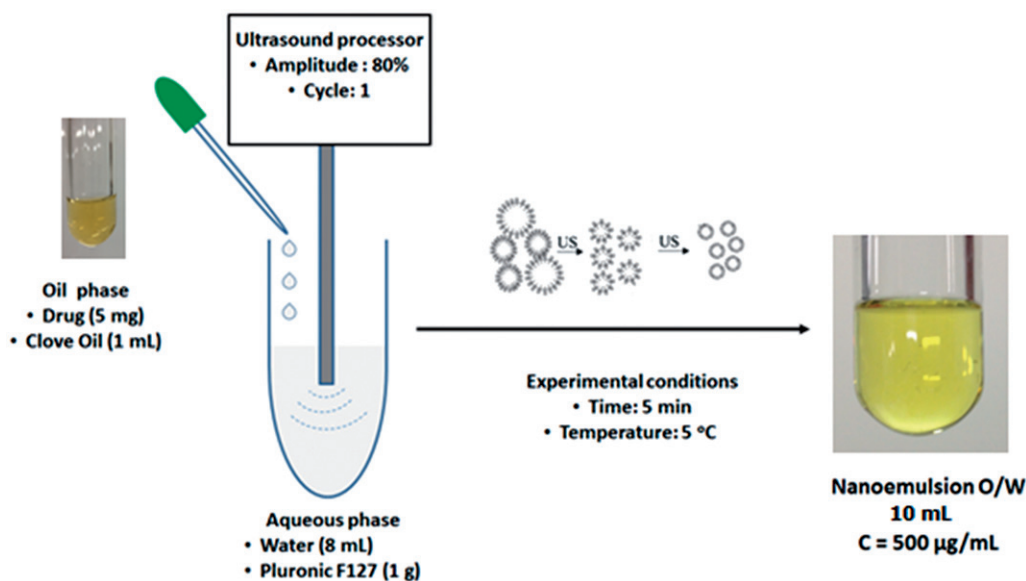 Ultrasound processor
• Amplitude : 80%
• Cycle: 1
Oil phase
• Drug (5 mg)
• Clove Oil (1 mL)
US
US
Experimental conditions
• Time: 5 min
• Temperature: 5 °C
Aqueous phase
• Water (8 mL)
• Pluronic F127 (1 g)
Nanoemulsion O/W
10 mL
C = 500 µg/mL